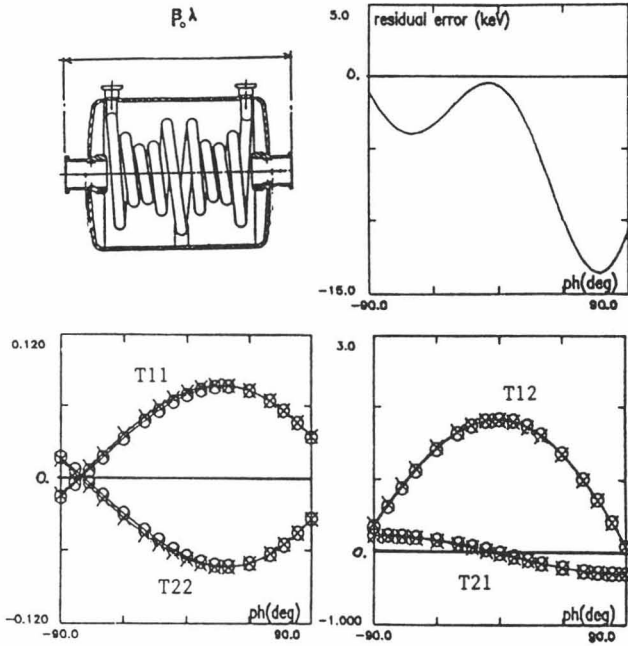 β₀λ
5.0
residual error (keV)
0.
-15.0
ph(deg)
-90.0
90.0
0.120
T11
0.
T22
-0.120
ph(deg)
-90.0
90.0
3.0
T12
0.
T21
-1.000
ph(deg)
-90.0
90.0